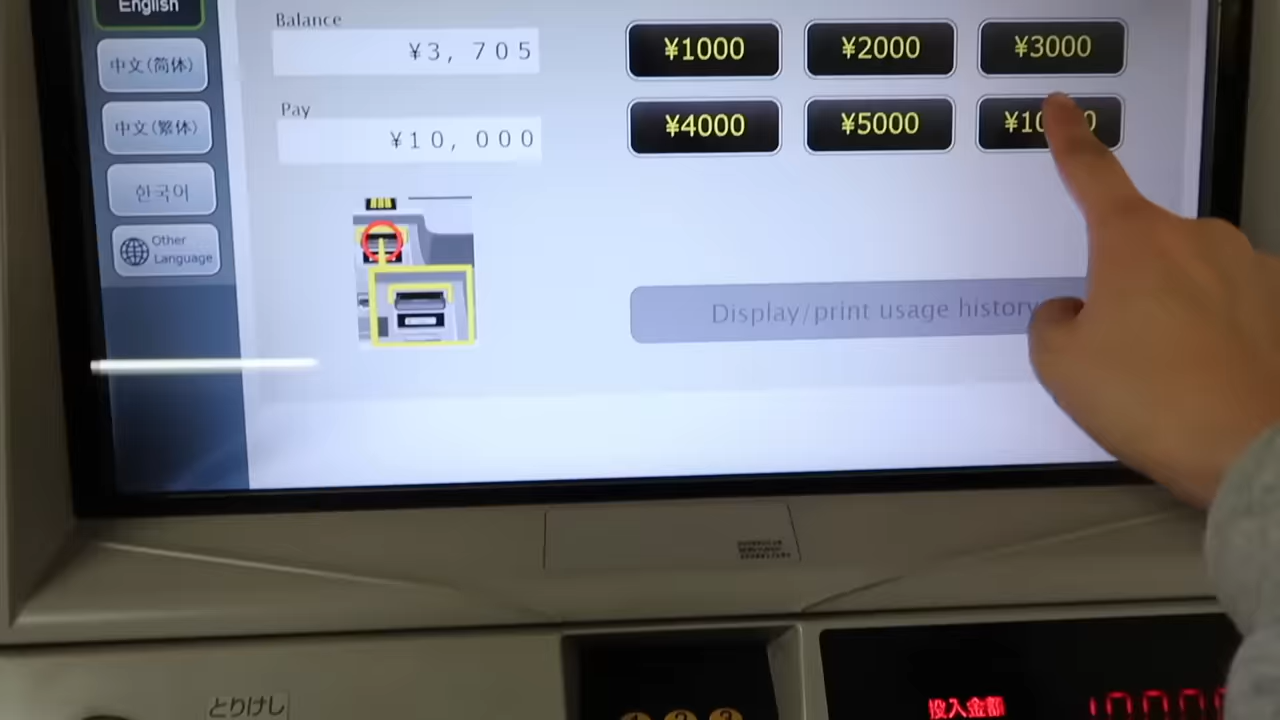 English
中文(简体)
中文(繁体)
한국어
Other
Language
Balance
¥3,705
Pay
¥10,000
¥1000
¥2000
¥3000
¥4000
¥5000
Display/print usage history
とりけし
投入金額